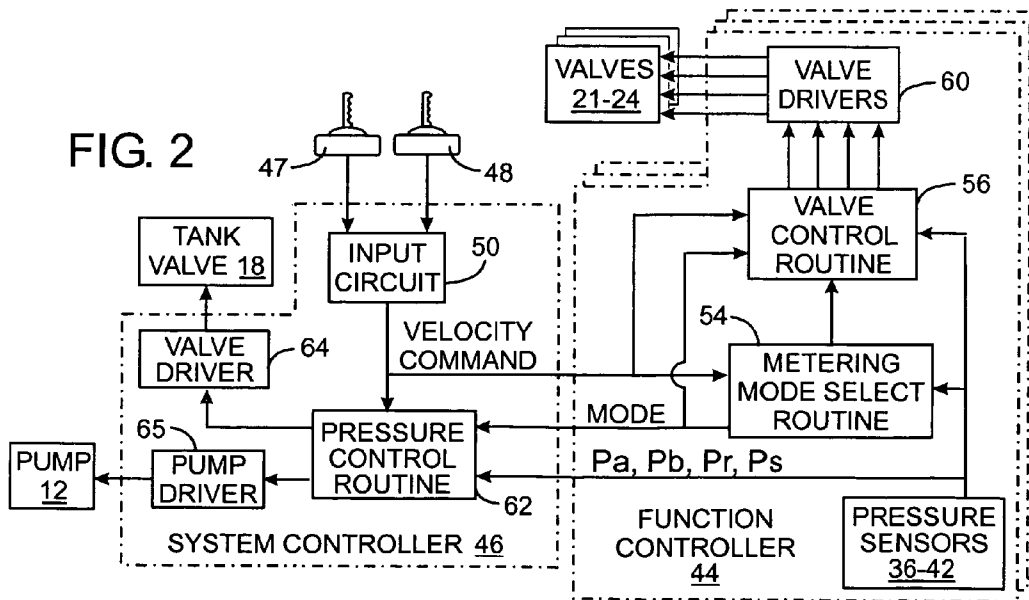 FIG. 2
47
48
VALVES
21-24
VALVE
DRIVERS
60
56
VALVE
CONTROL
ROUTINE
INPUT
CIRCUIT
50
TANK
VALVE 18
VELOCITY
COMMAND
54
METERING
MODE SELECT
ROUTINE
VALVE
DRIVER
64
MODE
PRESSURE
CONTROL
ROUTINE
62
65
PUMP
DRIVER
PUMP
12
Pa, Pb, Pr, Ps
SYSTEM CONTROLLER 46
FUNCTION
CONTROLLER
44
PRESSURE
SENSORS
36-42